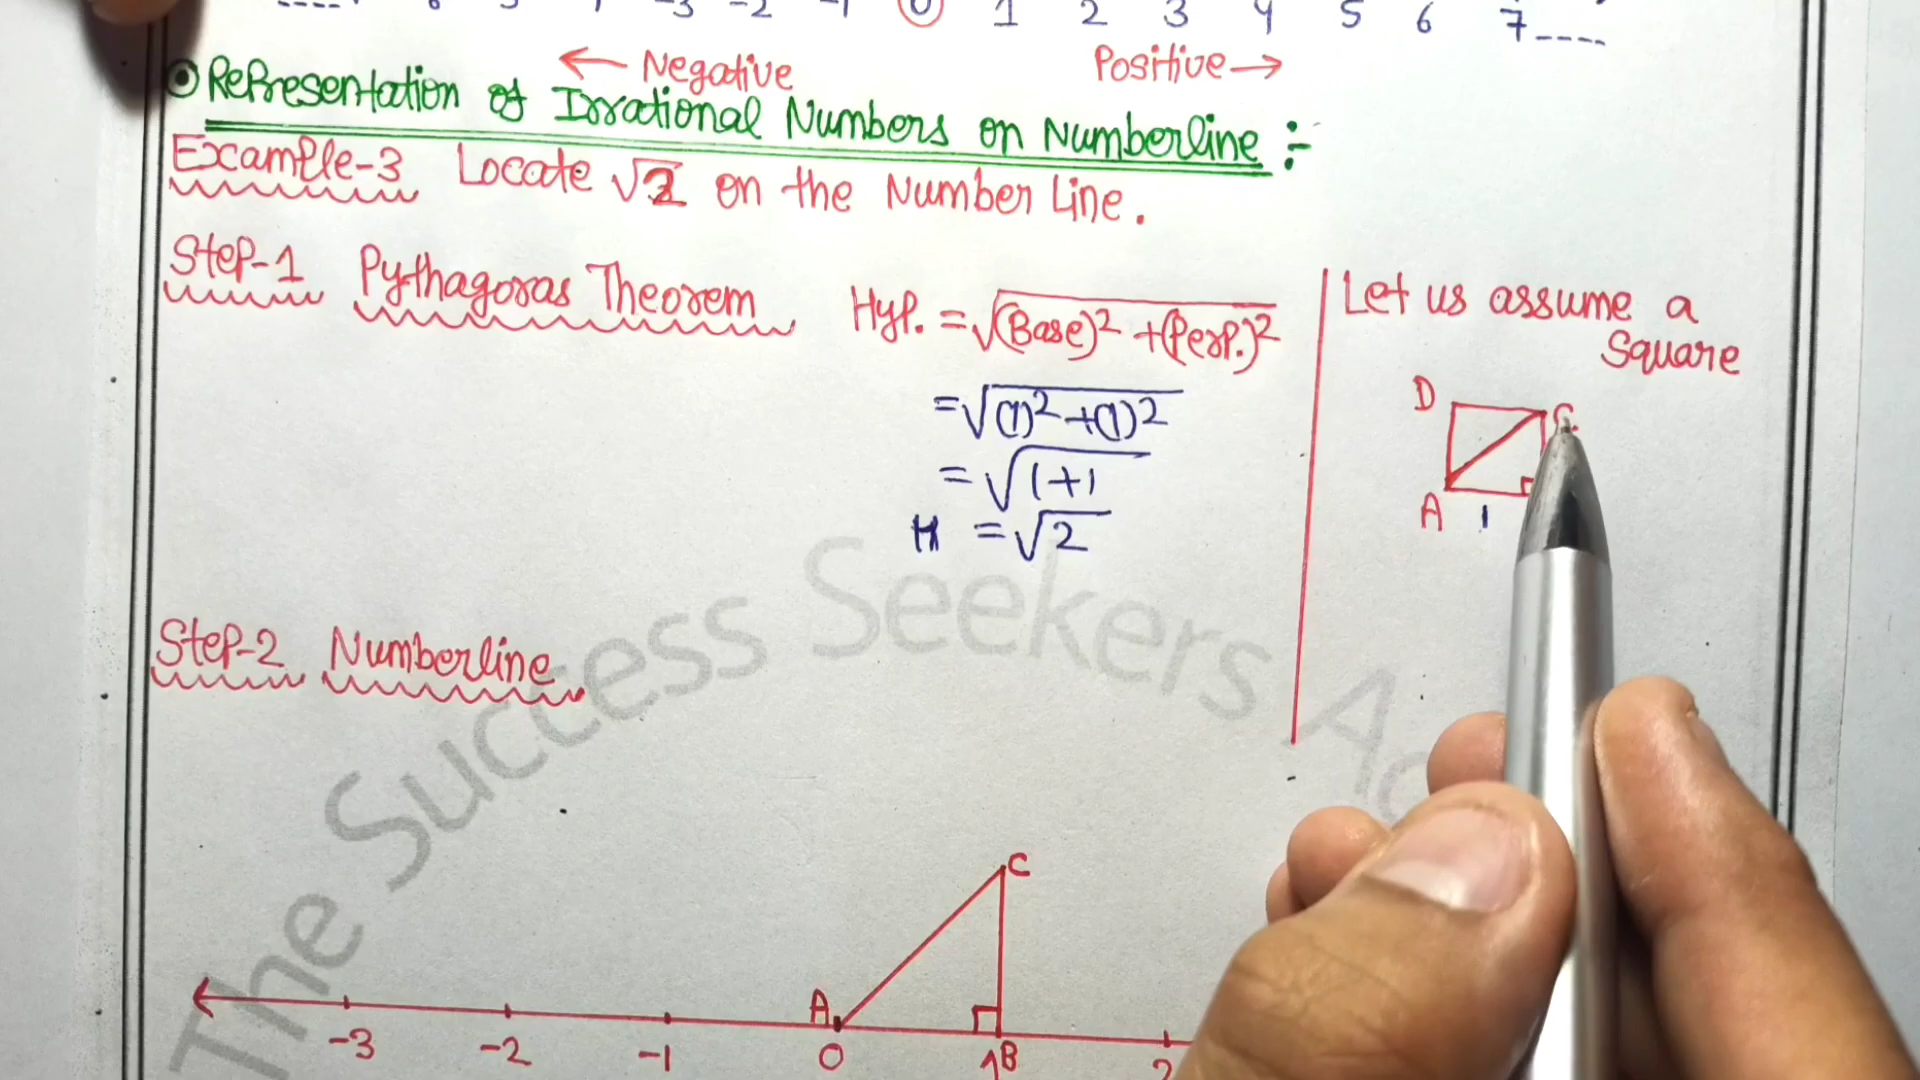 -3 -2 -1 0 1 2 3 4 5 6 7----
← Negative Positive →
Representation of Irrational Numbers on Numberline :-
Example-3 Locate √2 on the Number Line.
Step-1 Pythagoras Theorem
Hyp. = √(Base)² + (Perp.)²
= √(1)² + (1)²
= √1+1
H = √2
Let us assume a
Square
D C
A 1
Step-2 Numberline
The Success Seekers
C
A
-3 -2 -1 0 1B 2